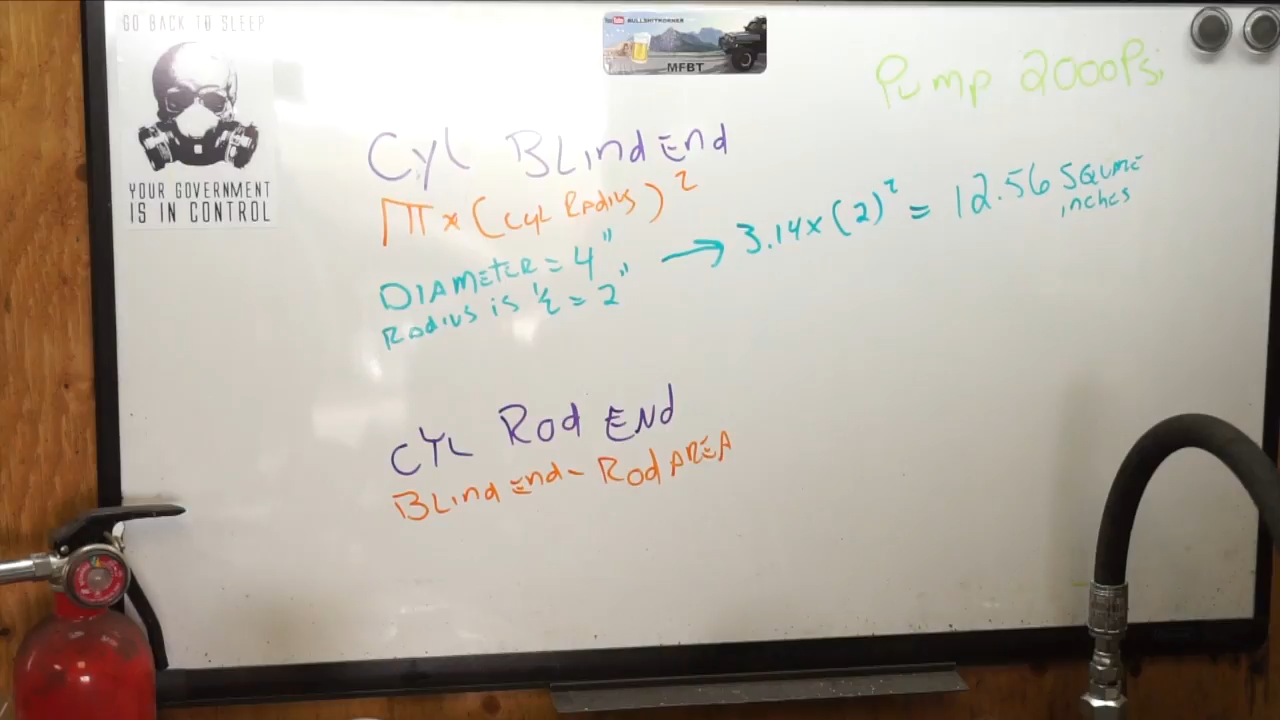 GO BACK TO SLEEP
YOUR GOVERNMENT
IS IN CONTROL
YouTube BULLSHITKORNER
MFBT
Pump 2000Psi
Cyl Blind End
π x (Cyl Radius)²
Diameter = 4"
Radius is 1/2 = 2"
→ 3.14x(2)² = 12.56 Square
inches
Cyl Rod End
Blind end - Rod Area